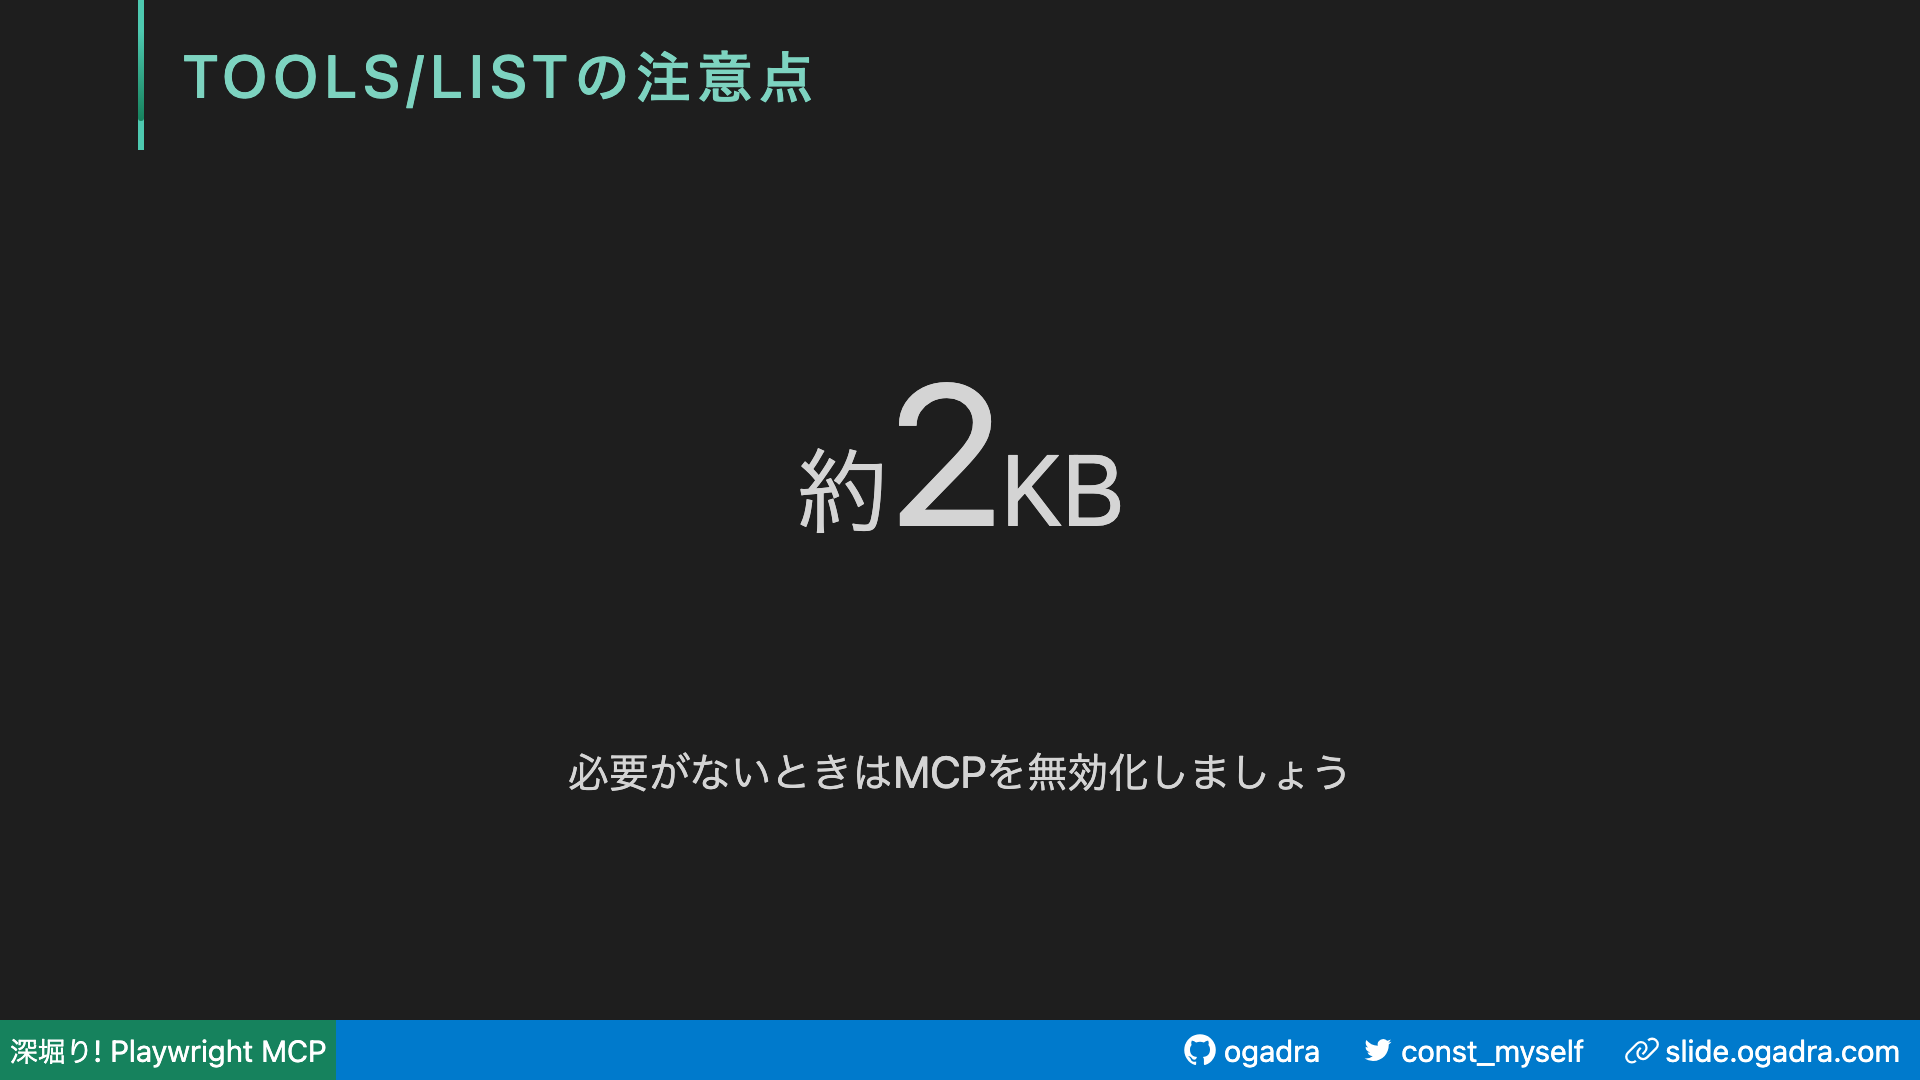 TOOLS/LISTの注意点
約2KB
必要がないときはMCPを無効化しましょう
深堀り! Playwright MCP
ogadra
const_myself
slide.ogadra.com